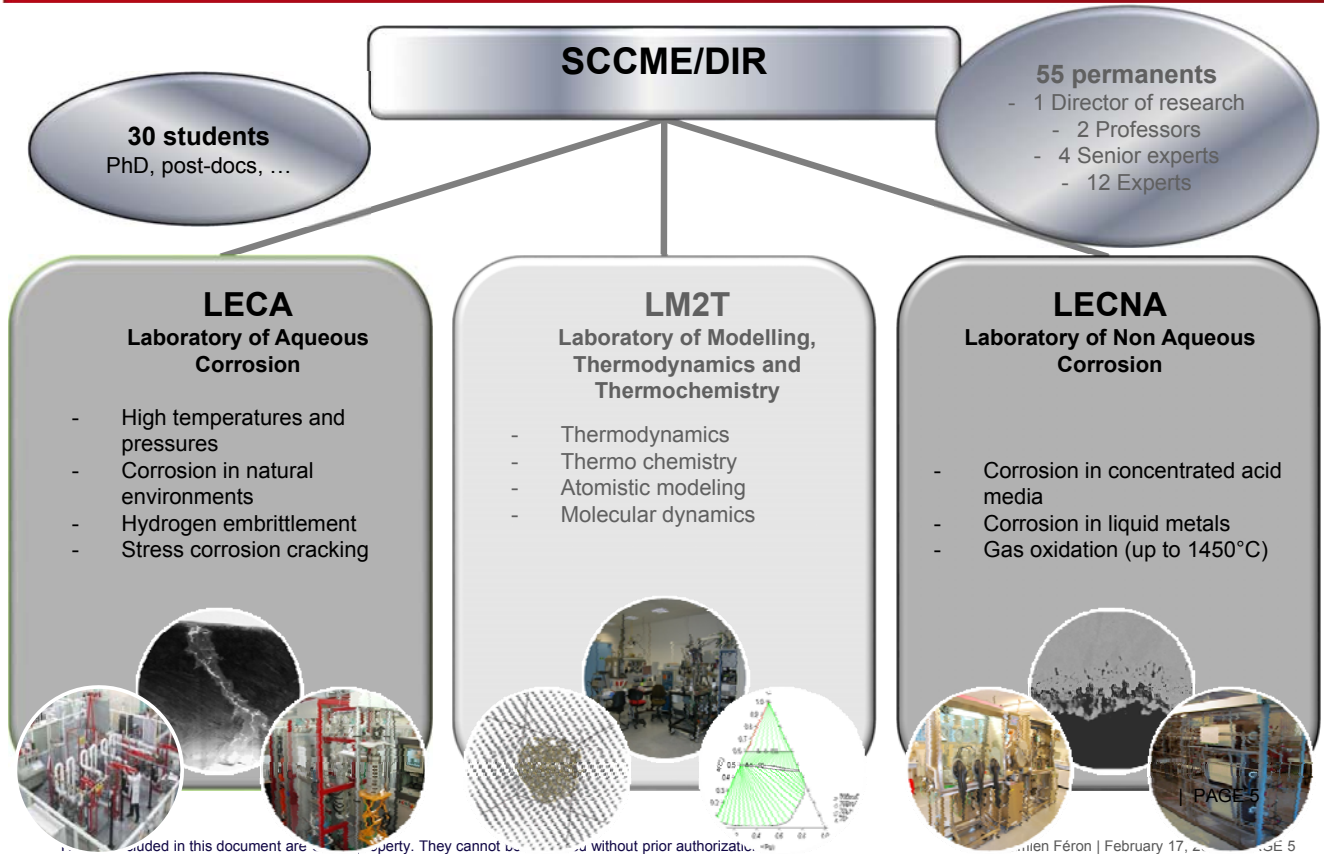 SCCME/DIR
30 students
PhD, post-docs, …
55 permanents
- 1 Director of research
- 2 Professors
- 4 Senior experts
- 12 Experts
LECA
Laboratory of Aqueous
Corrosion
- High temperatures and
pressures
- Corrosion in natural
environments
- Hydrogen embrittlement
- Stress corrosion cracking
LM2T
Laboratory of Modelling,
Thermodynamics and
Thermochemistry
- Thermodynamics
- Thermo chemistry
- Atomistic modeling
- Molecular dynamics
LECNA
Laboratory of Non Aqueous
Corrosion
- Corrosion in concentrated acid
media
- Corrosion in liquid metals
- Gas oxidation (up to 1450°C)
| PAGE 5
in this document are property. They cannot without prior authorization
Féron | February 17, 5